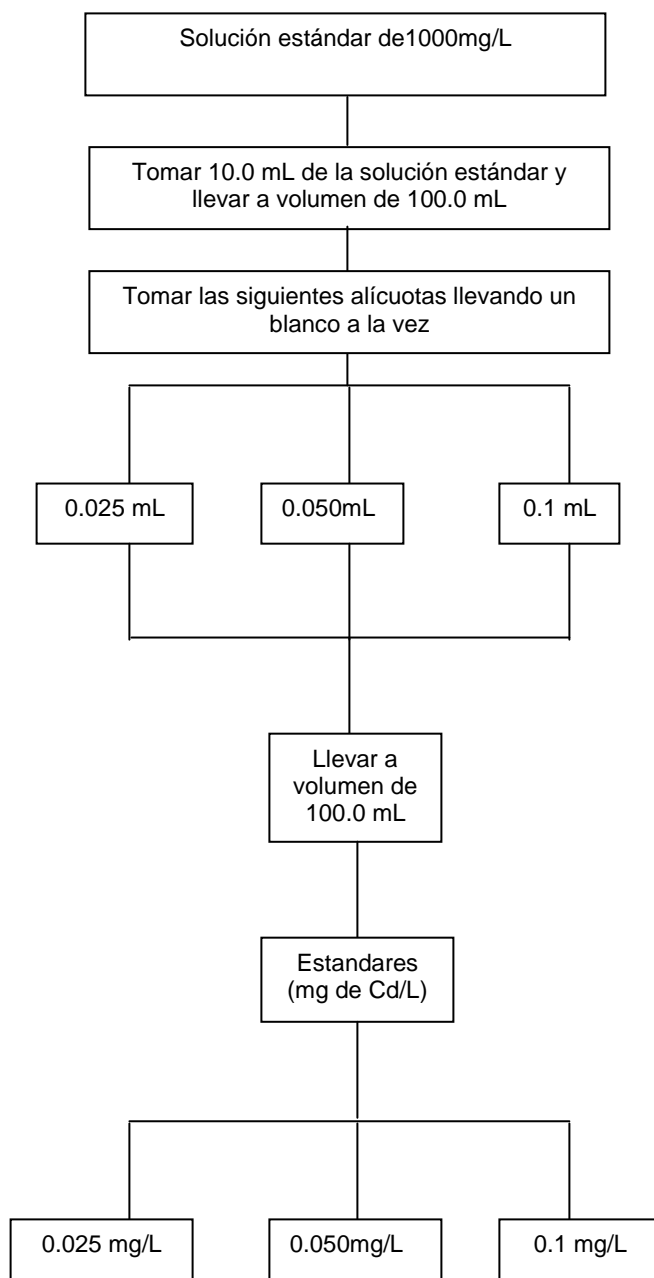 Solución estándar de1000mg/L
Tomar 10.0 mL de la solución estándar y
llevar a volumen de 100.0 mL
Tomar las siguientes alícuotas llevando un
blanco a la vez
0.025 mL
0.050mL
0.1 mL
Llevar a
volumen de
100.0 mL
Estandares
(mg de Cd/L)
0.025 mg/L
0.050mg/L
0.1 mg/L